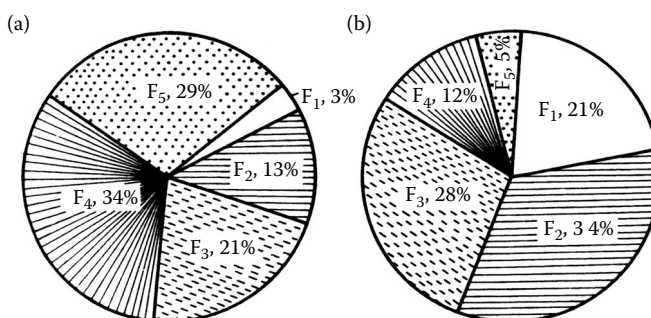 (a)
F₅, 29%
F₁, 3%
F₂, 13%
F₄, 34%
F₃, 21%
(b)
F₅, 5%
F₄, 12%
F₁, 21%
F₃, 28%
F₂, 3 4%